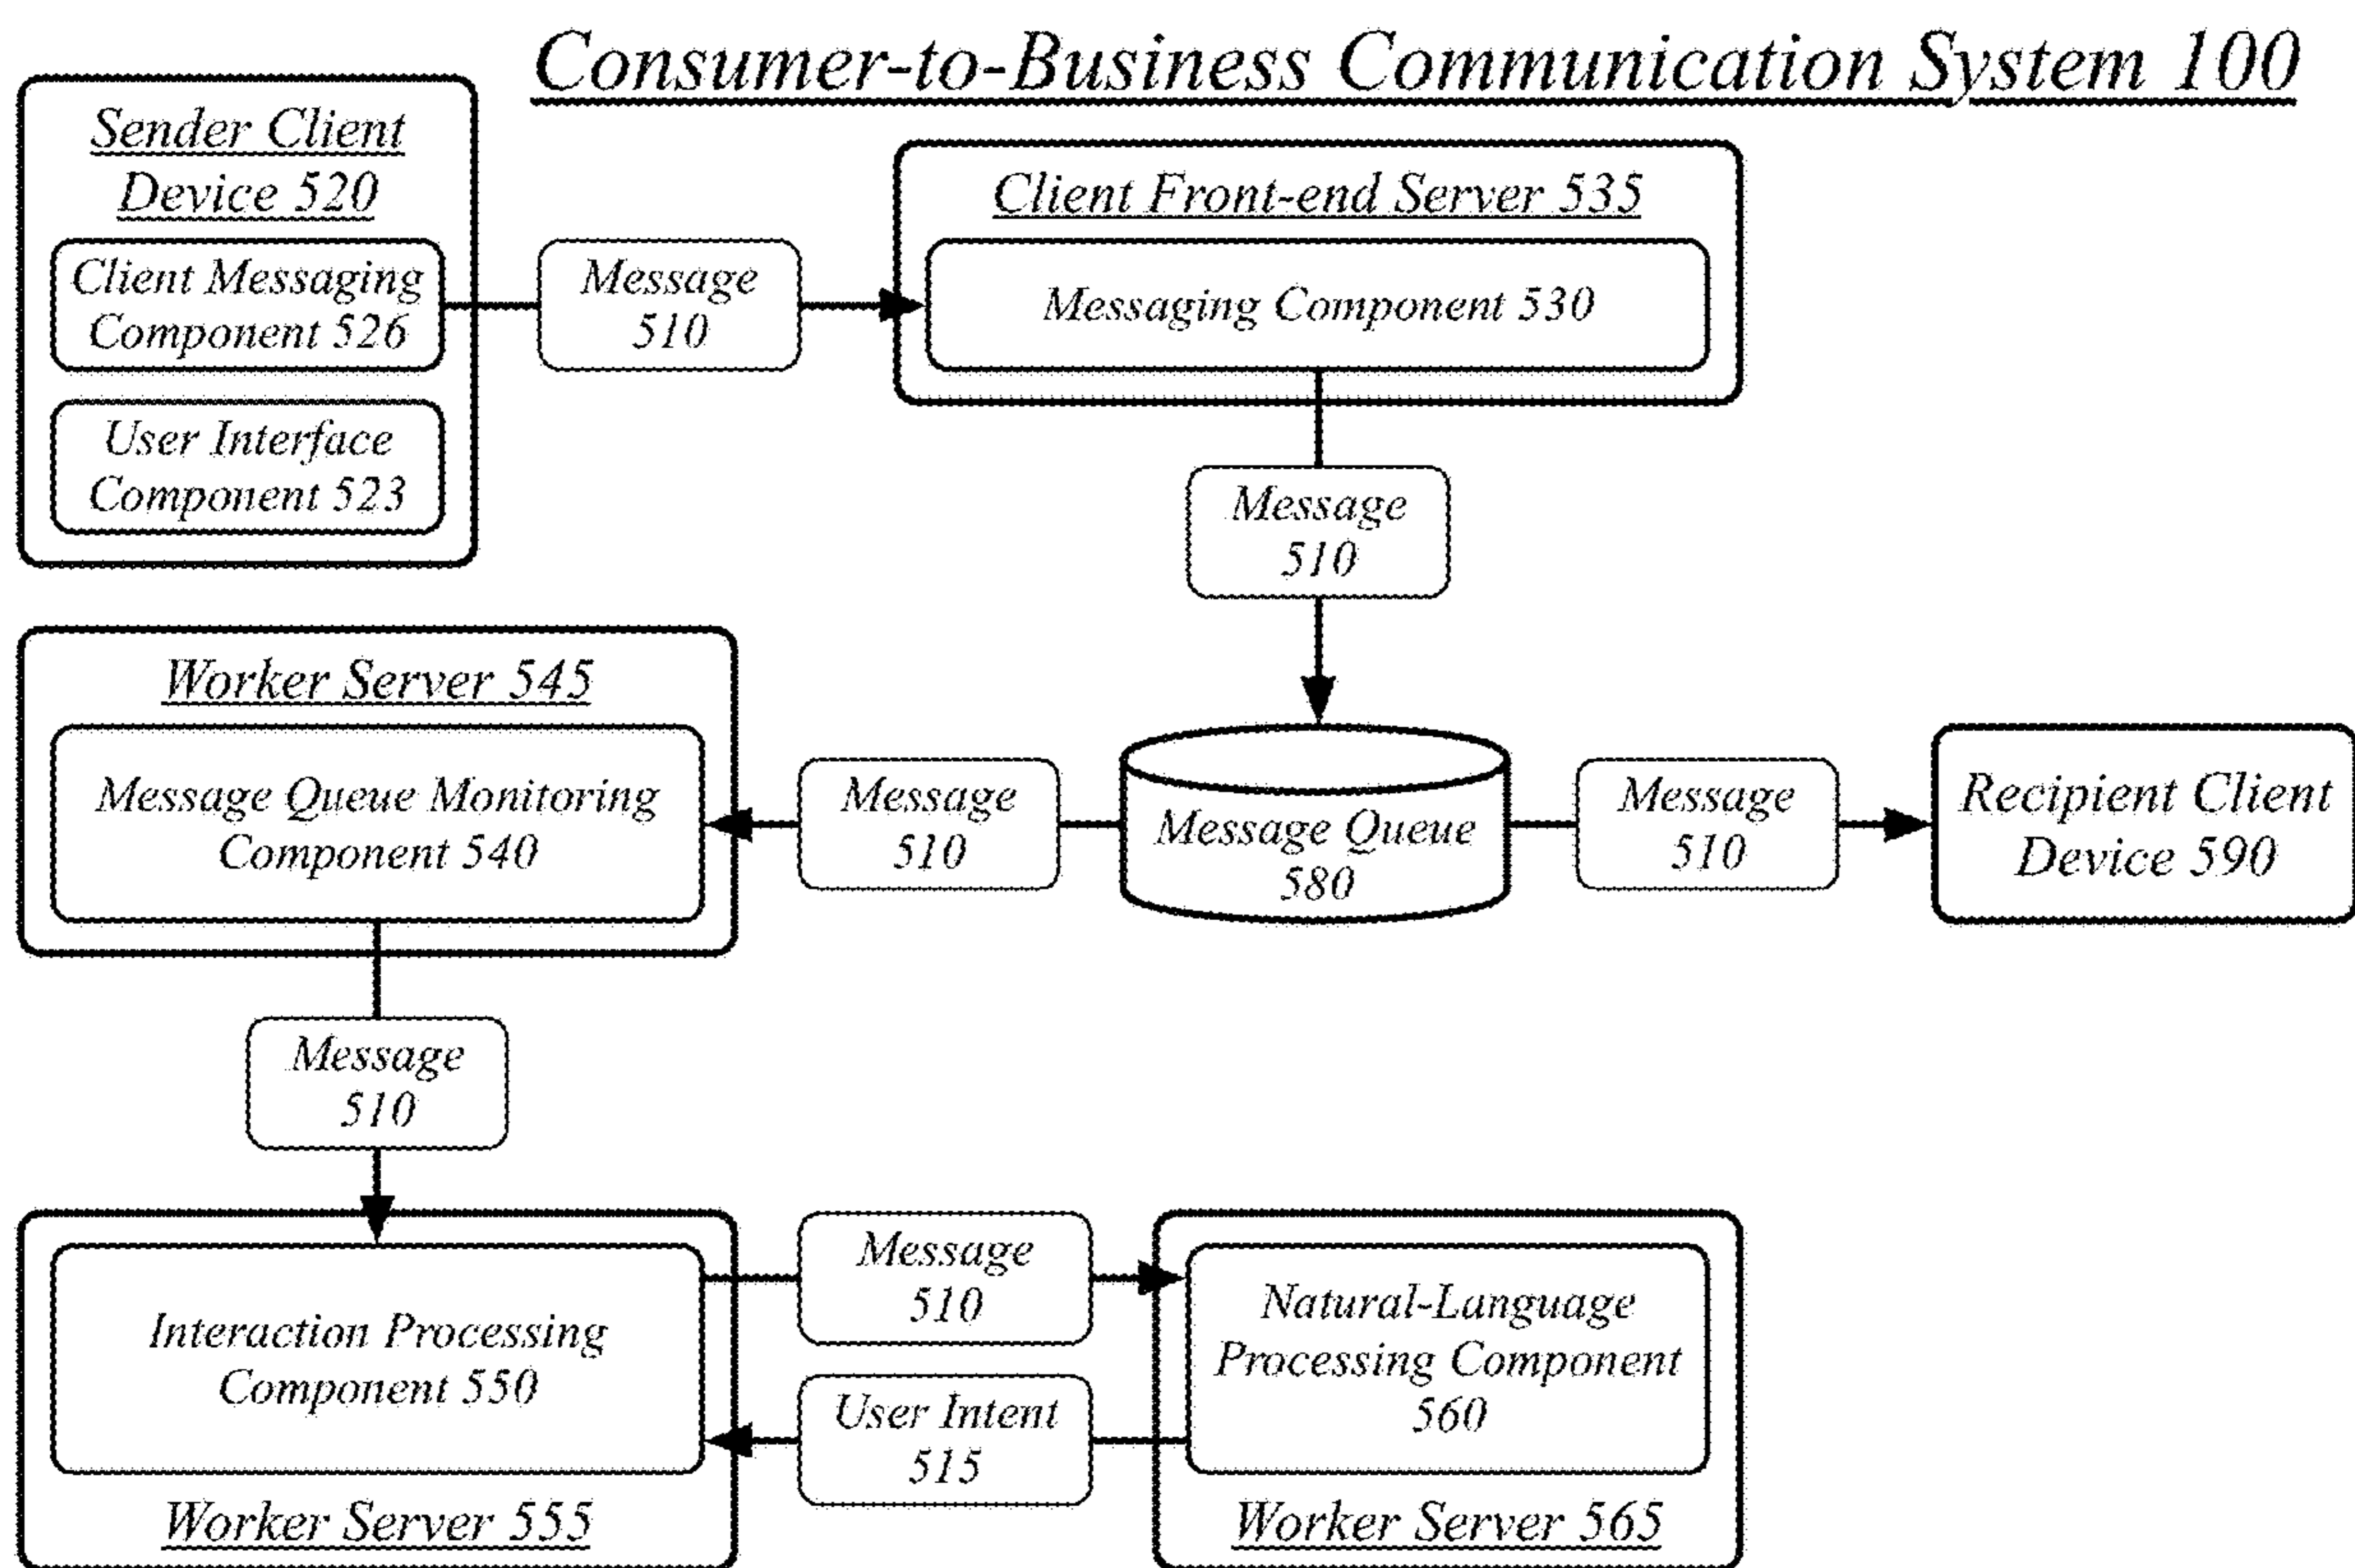 Consumer-to-Business Communication System 100
Sender Client
Device 520
Client Messaging
Component 526
User Interface
Component 523
Message
510
Client Front-end Server 535
Messaging Component 530
Message
510
Worker Server 545
Message Queue Monitoring
Component 540
Message
510
Message Queue
580
Message
510
Recipient Client
Device 590
Message
510
Interaction Processing
Component 550
Worker Server 555
Message
510
User Intent
515
Natural-Language
Processing Component
560
Worker Server 565